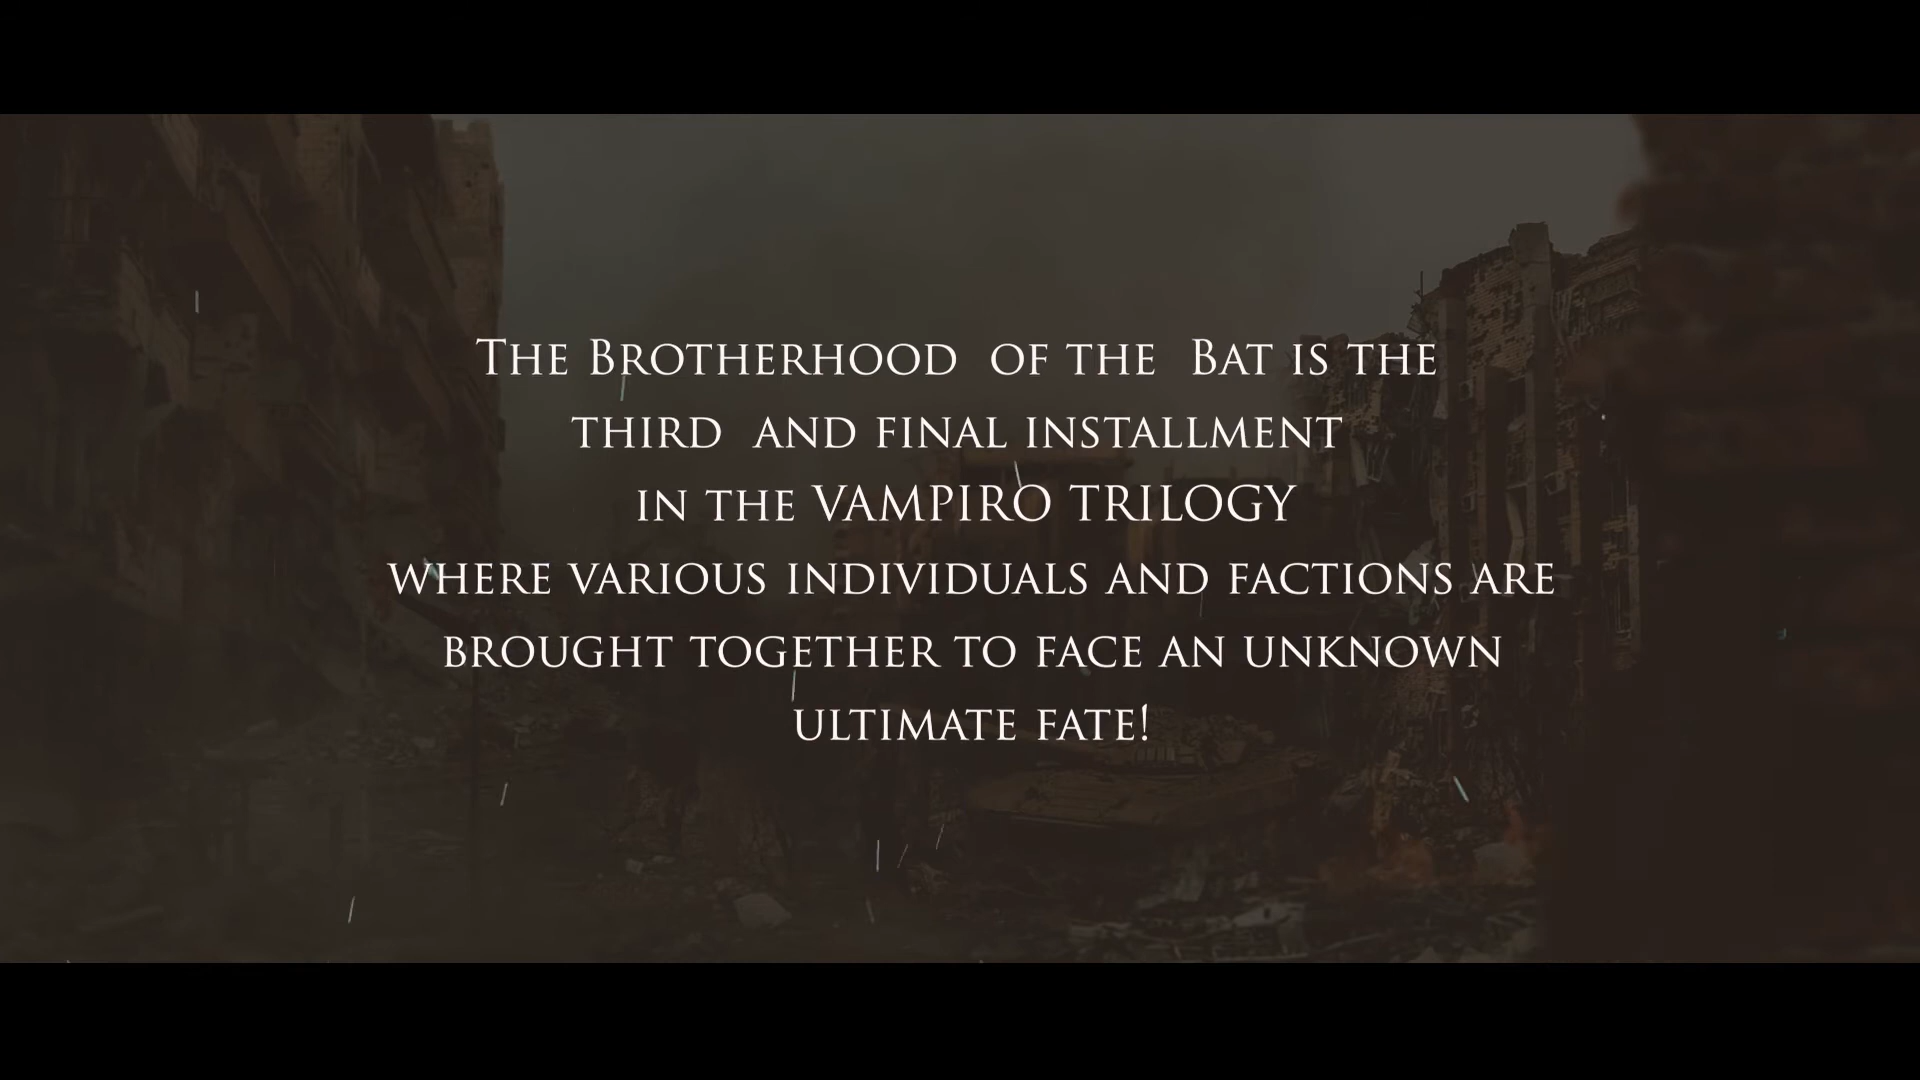 The Brotherhood of the Bat is the
third and final installment
in the VAMPIRO TRILOGY
where various individuals and factions are
brought together to face an unknown
ultimate fate!